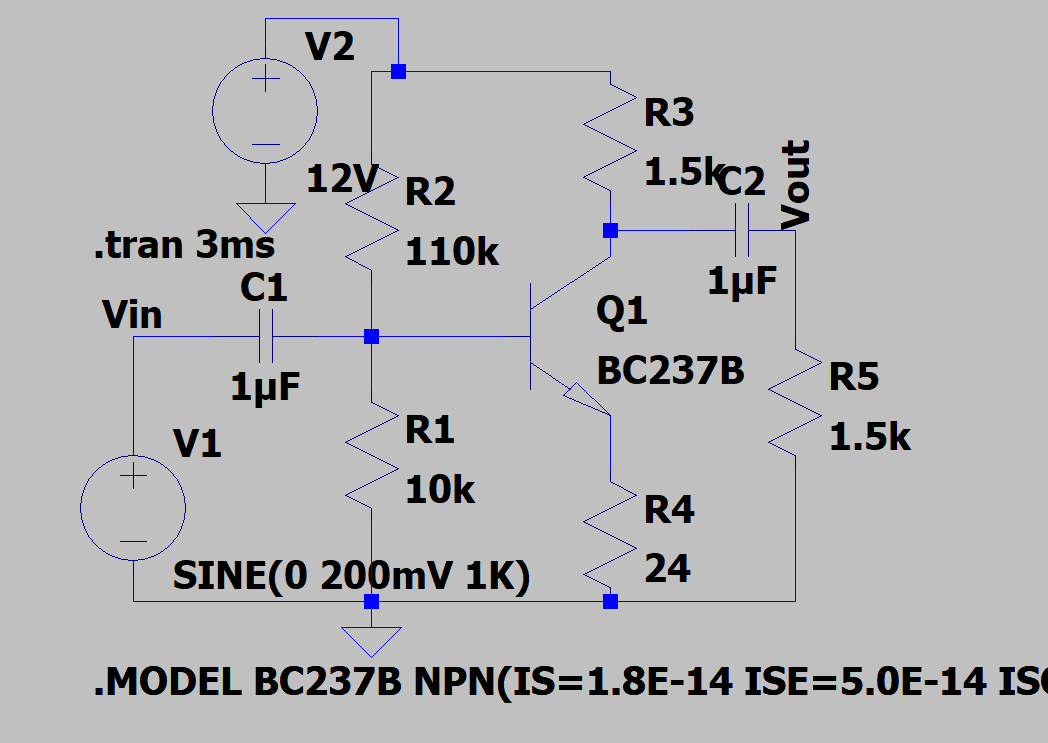 V2
12V
R3
1.5k
C2
Vout
1µF
R2
110k
.tran 3ms
C1
Vin
1µF
Q1
BC237B
R5
1.5k
V1
R1
10k
R4
24
SINE(0 200mV 1K)
.MODEL BC237B NPN(IS=1.8E-14 ISE=5.0E-14